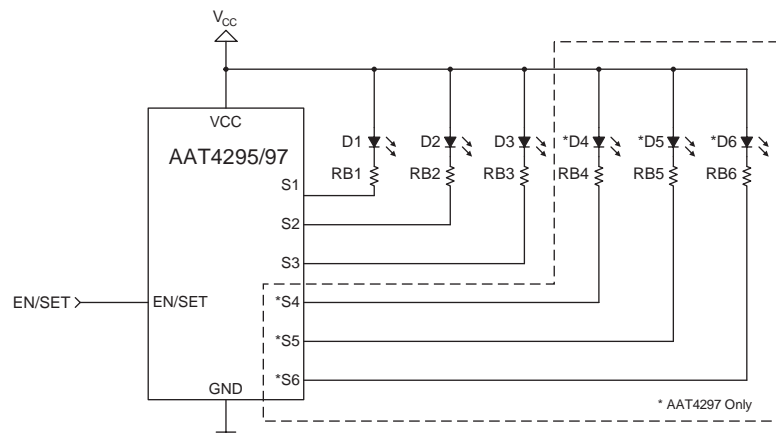 VCC
VCC
AAT4295/97
D1 D2 D3 *D4 *D5 *D6
RB1 RB2 RB3 RB4 RB5 RB6
S1
S2
S3
EN/SET EN/SET *S4
*S5
*S6
GND
* AAT4297 Only